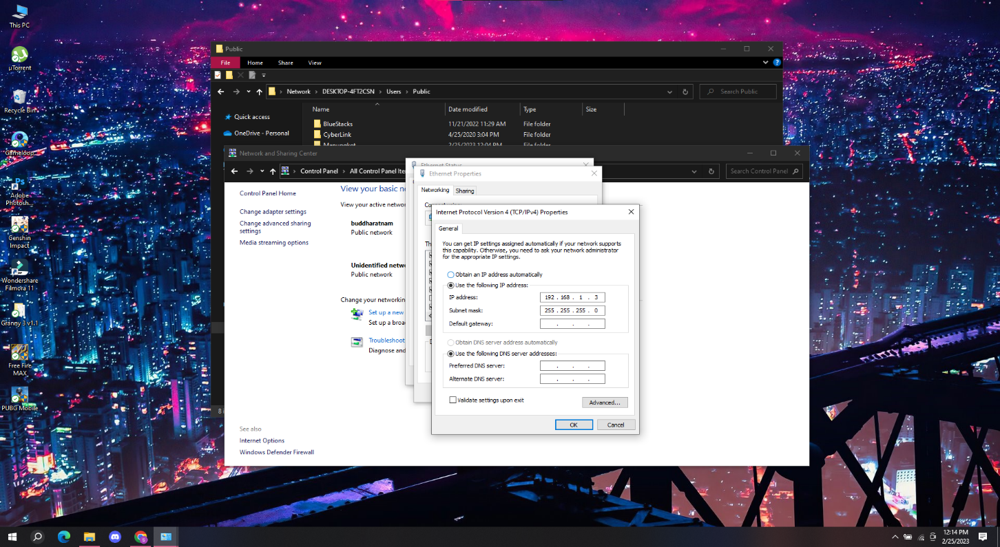 This PC
µTorrent
Recycle Bin
Gameloop
Adobe
Photosh...
Genshin
Impact
Wondershare
Filmora 11
Granny 3 v1.1
Free Fire
MAX
PUBG Mobile
Public
File Home Share View
Network > DESKTOP-4FT2CSN > Users > Public
Search Public
Quick access
OneDrive - Personal
Name Date modified Type Size
BlueStacks 11/21/2022 11:29 AM File folder
CyberLink 4/25/2020 3:04 PM File folder
2/25/2023 12:04 PM File folder
8 i
Network and Sharing Center
Control Panel > All Control Panel Ite
Search Control Panel
Control Panel Home
Change adapter settings
Change advanced sharing
settings
Media streaming options
View your basic n
View your active networ
buddharatnam
Public network
Unidentified netw
Public network
Change your networkin
Set up a new
Set up a broa
Troubleshoot
Diagnose and
See also
Internet Options
Windows Defender Firewall
Ethernet Status
Ethernet Properties
Networking Sharing
Internet Protocol Version 4 (TCP/IPv4) Properties
General
You can get IP settings assigned automatically if your network supports
this capability. Otherwise, you need to ask your network administrator
for the appropriate IP settings.
Obtain an IP address automatically
Use the following IP address:
IP address: 192 . 168 . 1 . 3
Subnet mask: 255 . 255 . 255 . 0
Default gateway: . . .
Obtain DNS server address automatically
Use the following DNS server addresses:
Preferred DNS server: . . .
Alternate DNS server: . . .
Validate settings upon exit
Advanced...
OK Cancel
12:14 PM
2/25/2023